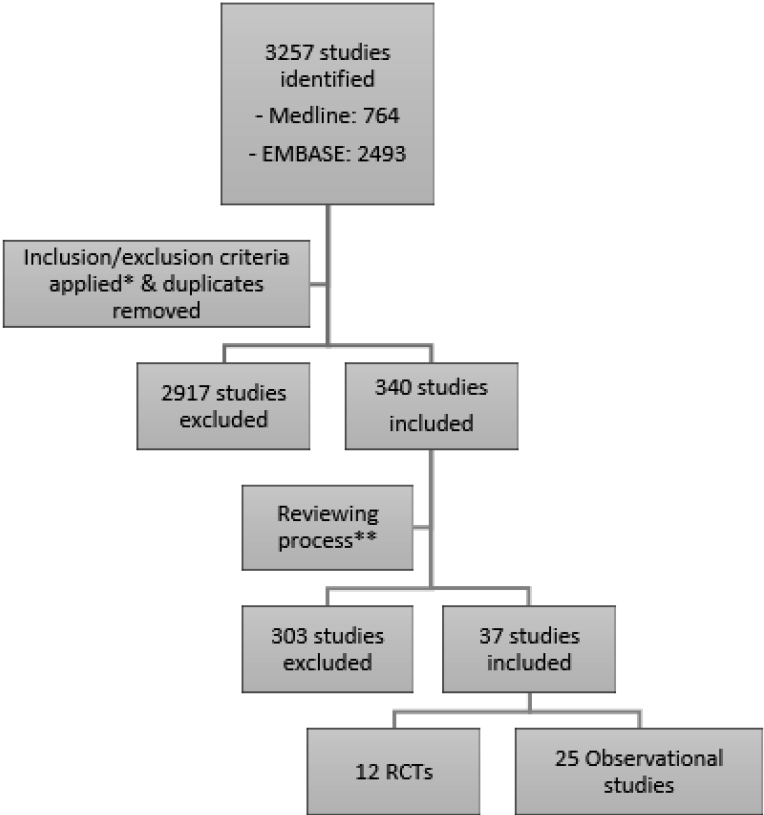 3257 studies
identified
- Medline: 764
- EMBASE: 2493
Inclusion/exclusion criteria
applied* & duplicates
removed
2917 studies
excluded
340 studies
included
Reviewing
process**
303 studies
excluded
37 studies
included
12 RCTs
25 Observational
studies